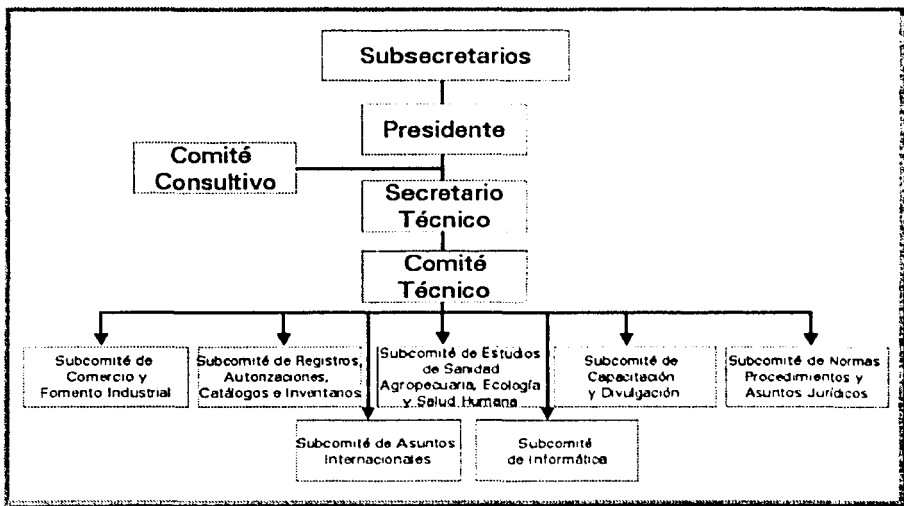 Subsecretarios
Presidente
Comité
Consultivo
Secretario
Técnico
Comité
Técnico
Subcomité de
Comercio y
Fomento Industrial
Subcomité de Registros,
Autorizaciones,
Catálogos e Inventarios
Subcomité de Estudios
de Sanidad
Agropecuaria, Ecología
y Salud Humana
Subcomité de
Capacitación
y Divulgación
Subcomité de Normas
Procedimientos y
Asuntos Jurídicos
Subcomité de Asuntos
Internacionales
Subcomité
de Informática